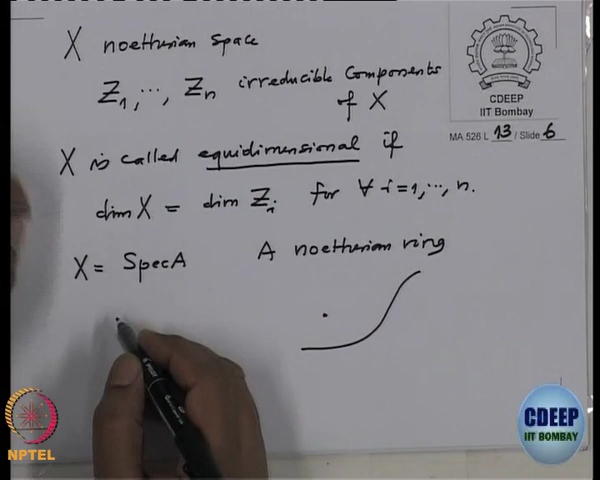 X noetherian space
Z1, ..., Zn irreducible components
of X
X is called equidimensional if
dim X = dim Zi for ∀ i=1, ..., n.
X = Spec A A noetherian ring
CDEEP
IIT Bombay
MA 526 L 13 / Slide 6
NPTEL
CDEEP
IIT BOMBAY